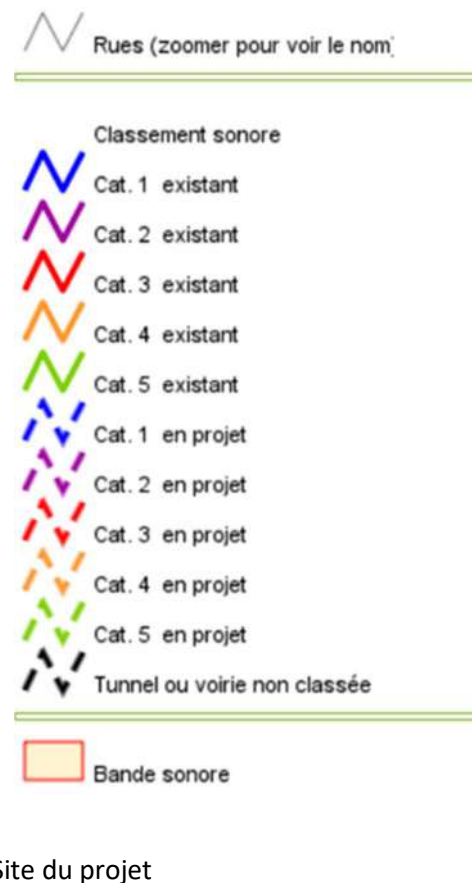 Rues (zoomer pour voir le nom)
Classement sonore
Cat. 1 existant
Cat. 2 existant
Cat. 3 existant
Cat. 4 existant
Cat. 5 existant
Cat. 1 en projet
Cat. 2 en projet
Cat. 3 en projet
Cat. 4 en projet
Cat. 5 en projet
Tunnel ou voirie non classée
Bande sonore
Site du projet